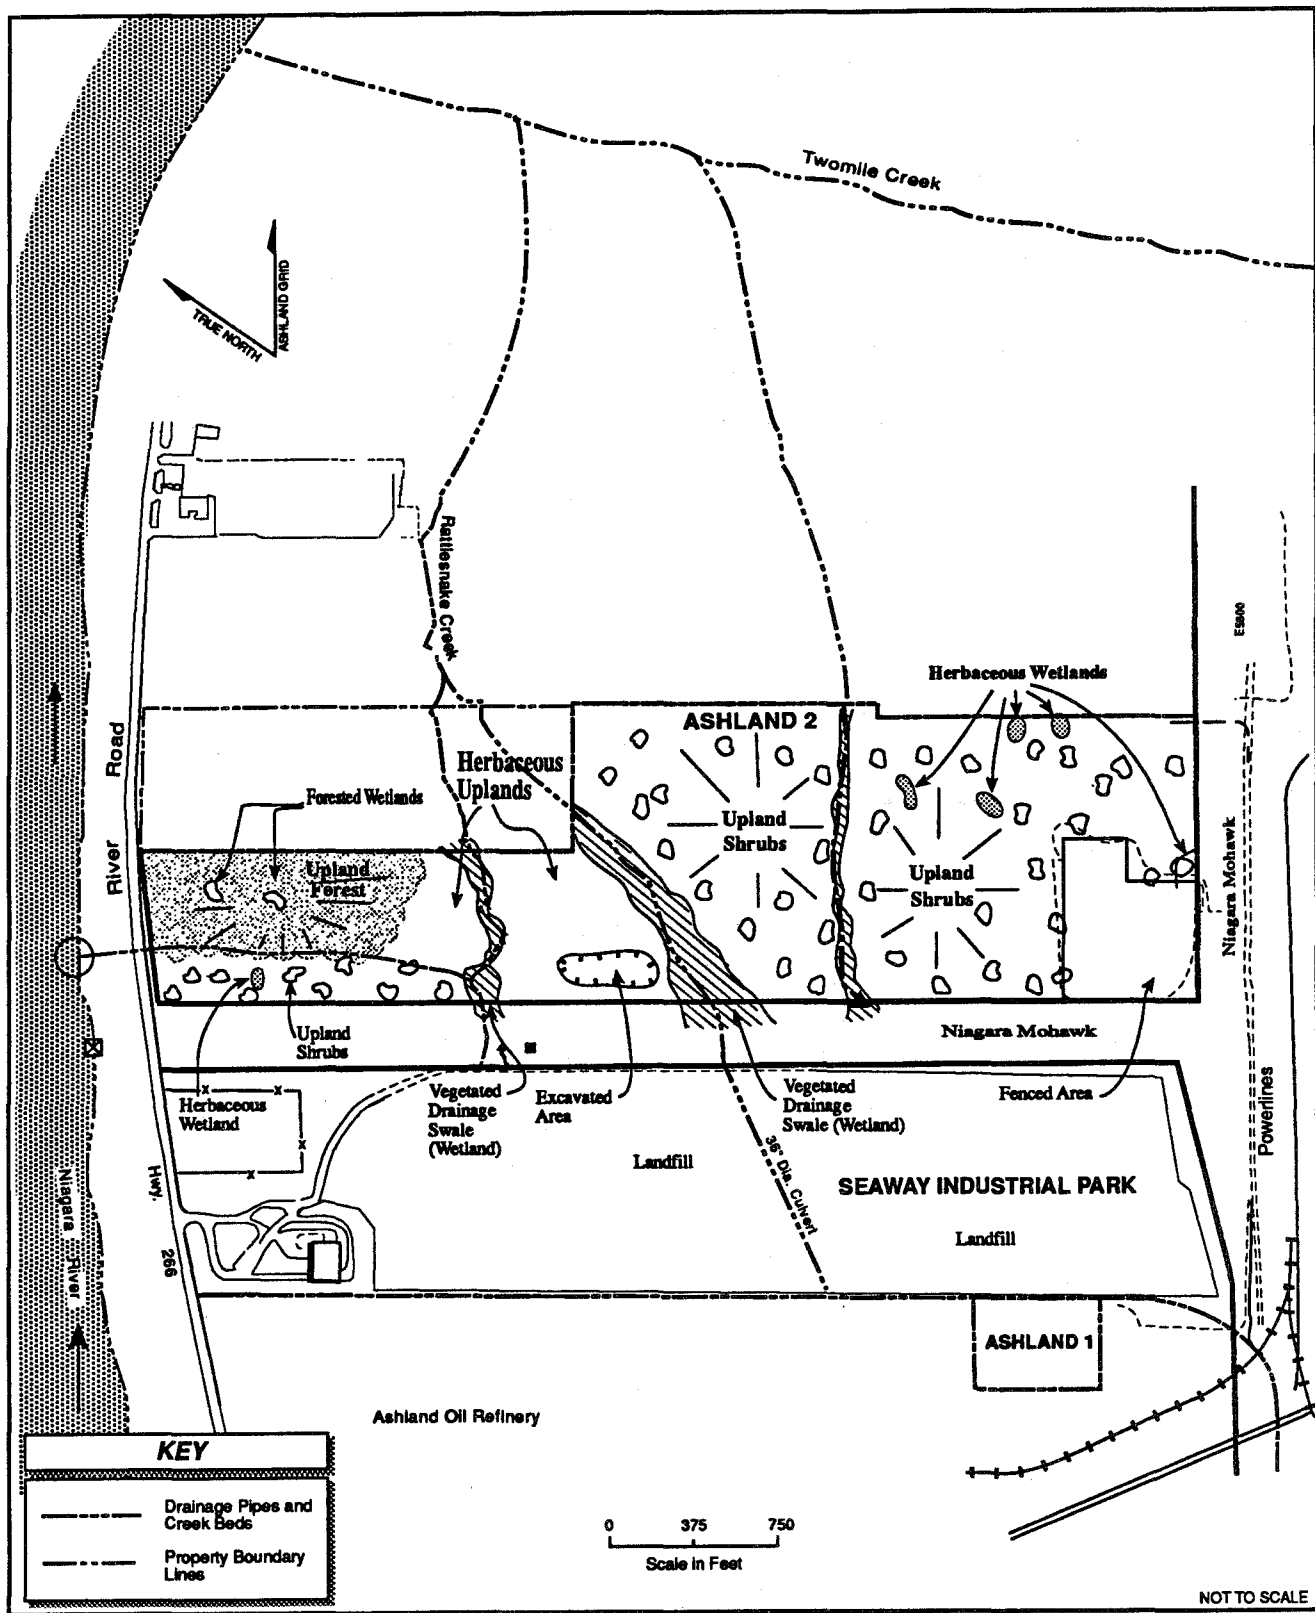 Twomile Creek
ASHLAND GRID
TRUE NORTH
Rattlesnake Creek
E5800
Herbaceous Wetlands
ASHLAND 2
River Road
Herbaceous
Uplands
Forested Wetlands
Upland
Shrubs
Upland
Forest
Upland
Shrubs
Niagara Mohawk
Niagara Mohawk
Upland
Shrubs
Herbaceous
Wetland
Vegetated
Drainage
Swale
(Wetland)
Excavated
Area
Vegetated
Drainage
Swale (Wetland)
Fenced Area
Powerlines
Landfill
36" Dia. Culvert
SEAWAY INDUSTRIAL PARK
Landfill
Hwy. 266
Niagara River
ASHLAND 1
Ashland Oil Refinery
KEY
Drainage Pipes and
Creek Beds
Property Boundary
Lines
0 375 750
Scale in Feet
NOT TO SCALE